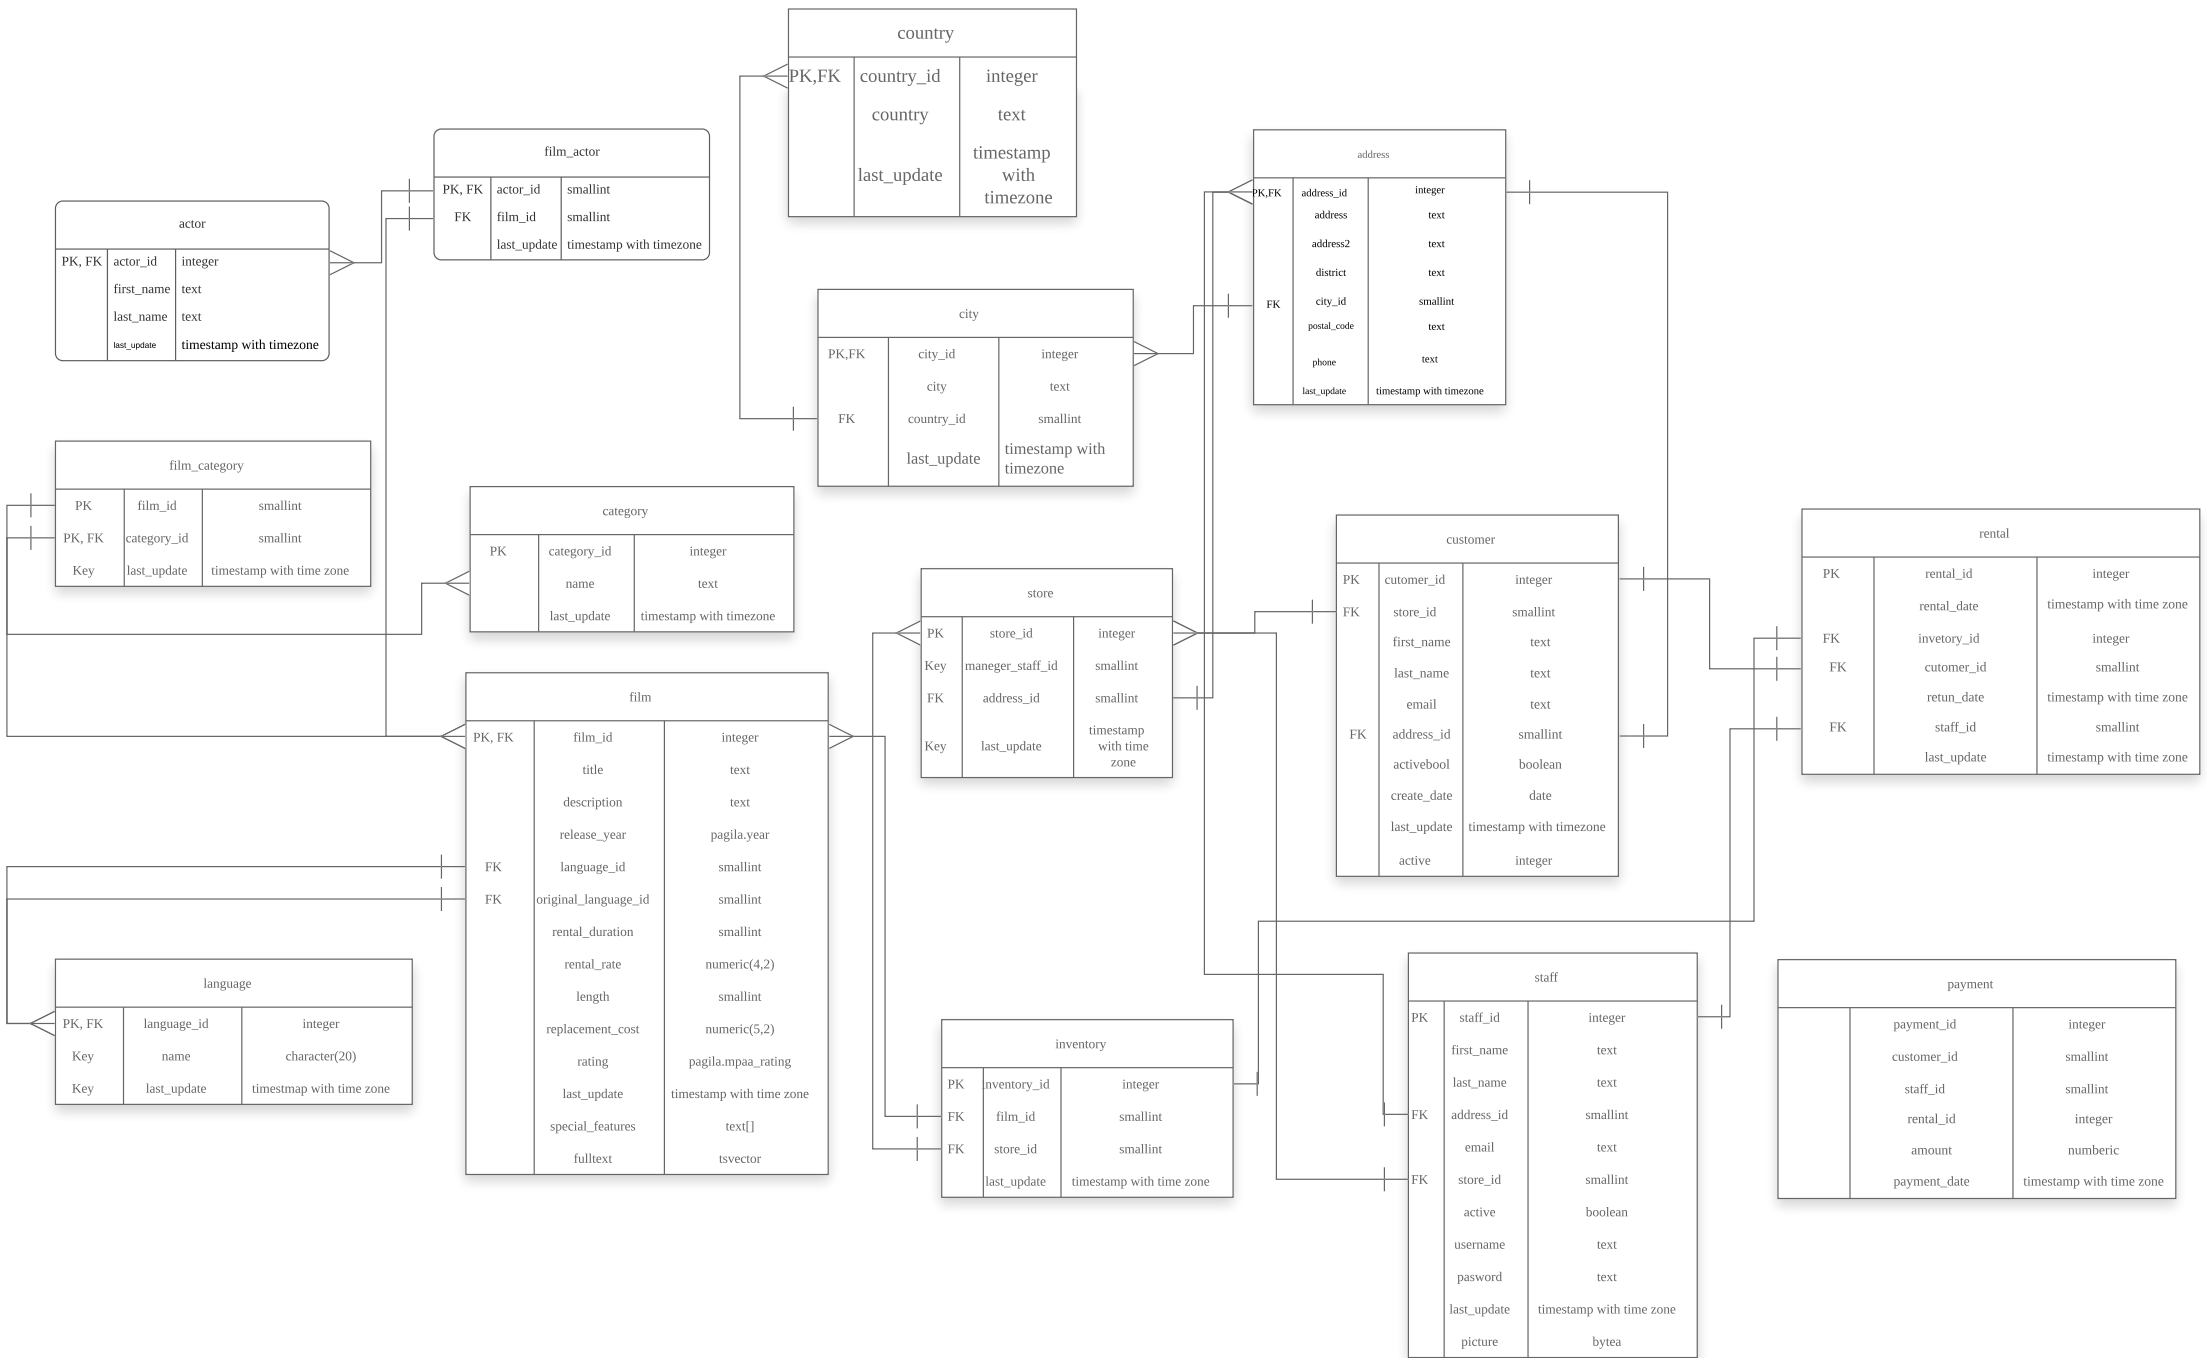 country
PK,FK country_id integer
country text
last_update timestamp with timezone
film_actor
PK, FK actor_id smallint
FK film_id smallint
last_update timestamp with timezone
address
PK,FK address_id integer
address text
address2 text
district text
FK city_id smallint
postal_code text
phone text
last_update timestamp with timezone
actor
PK, FK actor_id integer
first_name text
last_name text
last_update timestamp with timezone
city
PK,FK city_id integer
city text
FK country_id smallint
last_update timestamp with timezone
film_category
PK film_id smallint
PK, FK category_id smallint
Key last_update timestamp with time zone
category
PK category_id integer
name text
last_update timestamp with timezone
store
PK store_id integer
Key maneger_staff_id smallint
FK address_id smallint
Key last_update timestamp with time zone
customer
PK cutomer_id integer
FK store_id smallint
first_name text
last_name text
email text
FK address_id smallint
activebool boolean
create_date date
last_update timestamp with timezone
active integer
rental
PK rental_id integer
rental_date timestamp with time zone
FK invetory_id integer
FK cutomer_id smallint
retun_date timestamp with time zone
FK staff_id smallint
last_update timestamp with time zone
film
PK, FK film_id integer
title text
description text
release_year pagila.year
FK language_id smallint
FK original_language_id smallint
rental_duration smallint
rental_rate numeric(4,2)
length smallint
replacement_cost numeric(5,2)
rating pagila.mpaa_rating
last_update timestamp with time zone
special_features text[]
fulltext tsvector
language
PK, FK language_id integer
Key name character(20)
Key last_update timestmap with time zone
inventory
PK inventory_id integer
FK film_id smallint
FK store_id smallint
last_update timestamp with time zone
staff
PK staff_id integer
first_name text
last_name text
FK address_id smallint
email text
FK store_id smallint
active boolean
username text
pasword text
last_update timestamp with time zone
picture bytea
payment
payment_id integer
customer_id smallint
staff_id smallint
rental_id integer
amount numberic
payment_date timestamp with time zone